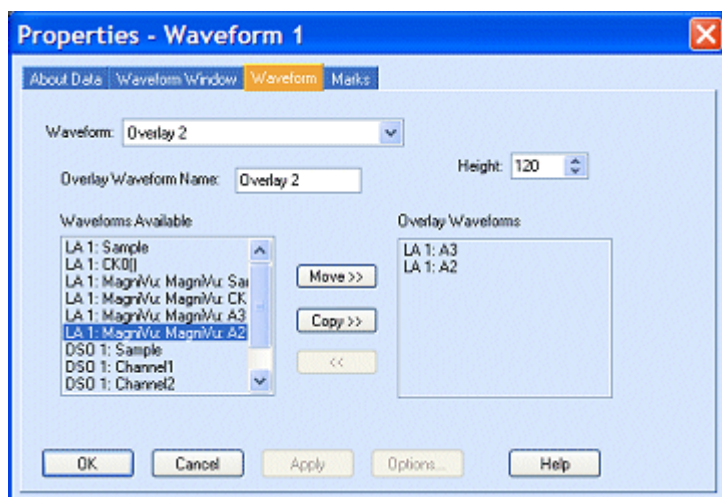 Properties - Waveform 1
About Data Waveform Window Waveform Marks
Waveform: Overlay 2
Height: 120
Overlay Waveform Name: Overlay 2
Waveforms Available
Overlay Waveforms
LA 1: Sample
LA 1: CK0[]
LA 1: MagniVu: MagniVu: Sar
LA 1: MagniVu: MagniVu: CK
LA 1: MagniVu: MagniVu: A3
LA 1: MagniVu: MagniVu: A2
DSO 1: Sample
DSO 1: Channel1
DSO 1: Channel2
Move >>
Copy >>
<<
LA 1: A3
LA 1: A2
OK Cancel Apply Options... Help